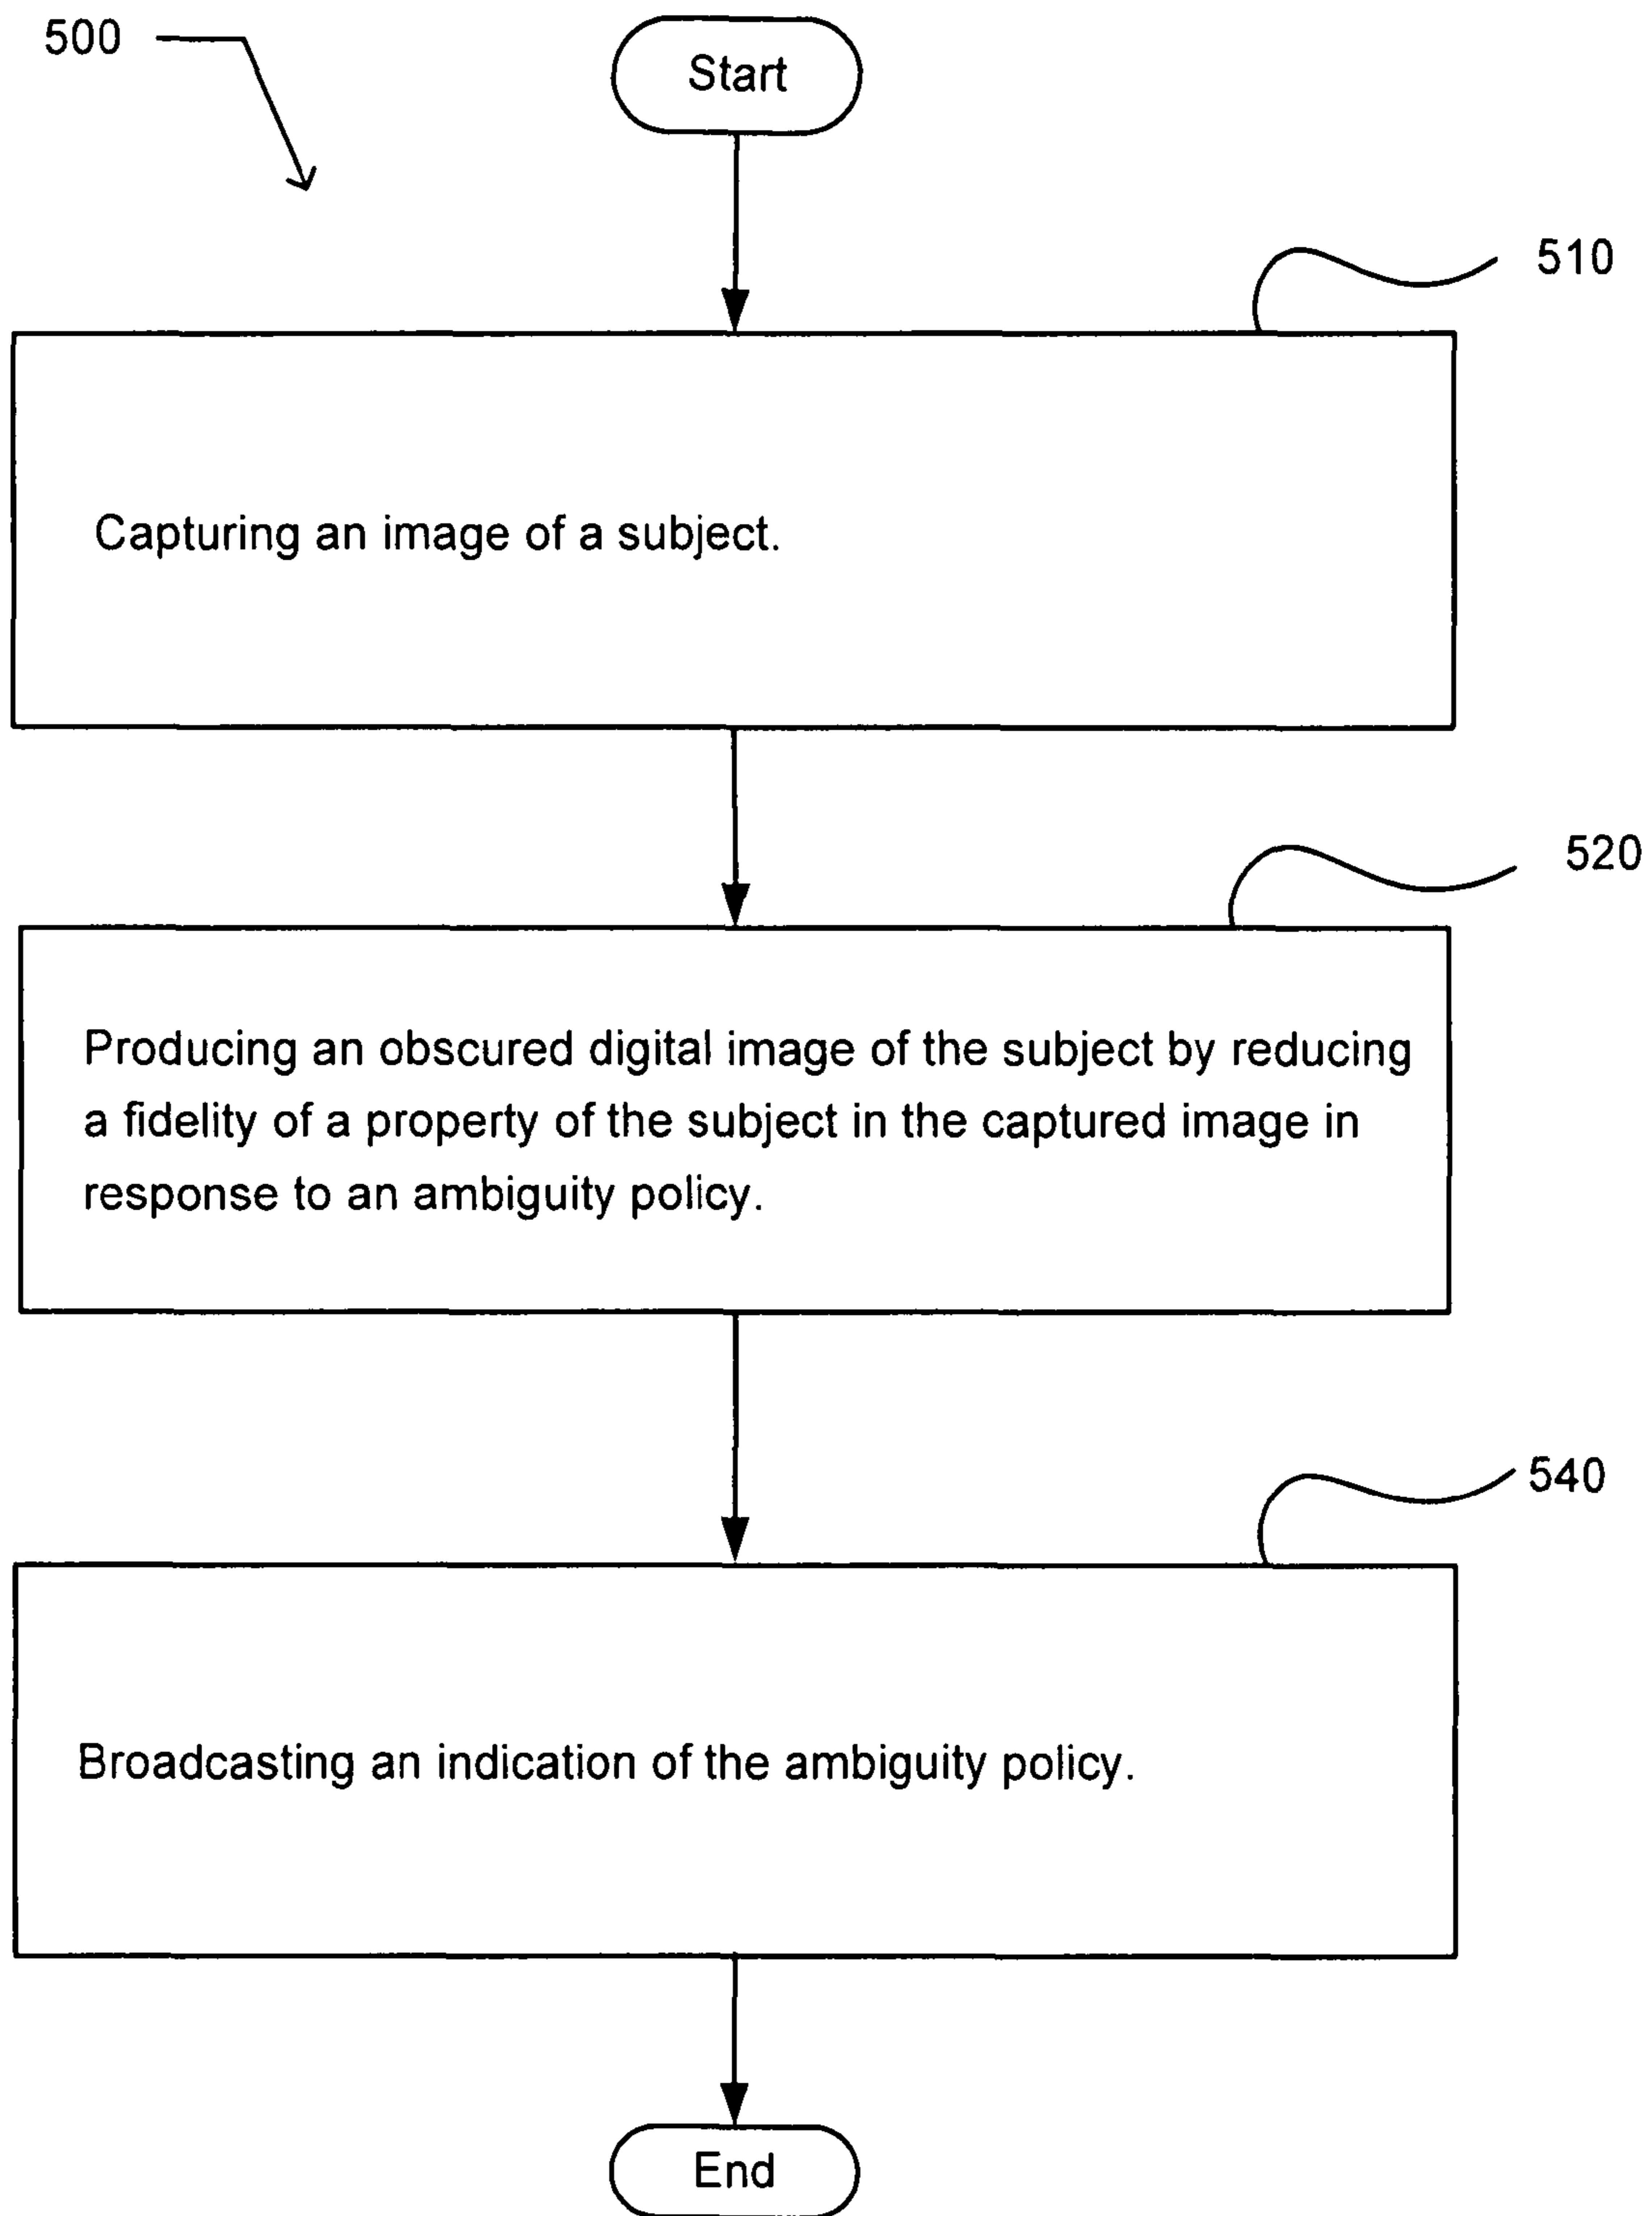 500
Start
510
Capturing an image of a subject.
520
Producing an obscured digital image of the subject by reducing
a fidelity of a property of the subject in the captured image in
response to an ambiguity policy.
540
Broadcasting an indication of the ambiguity policy.
End